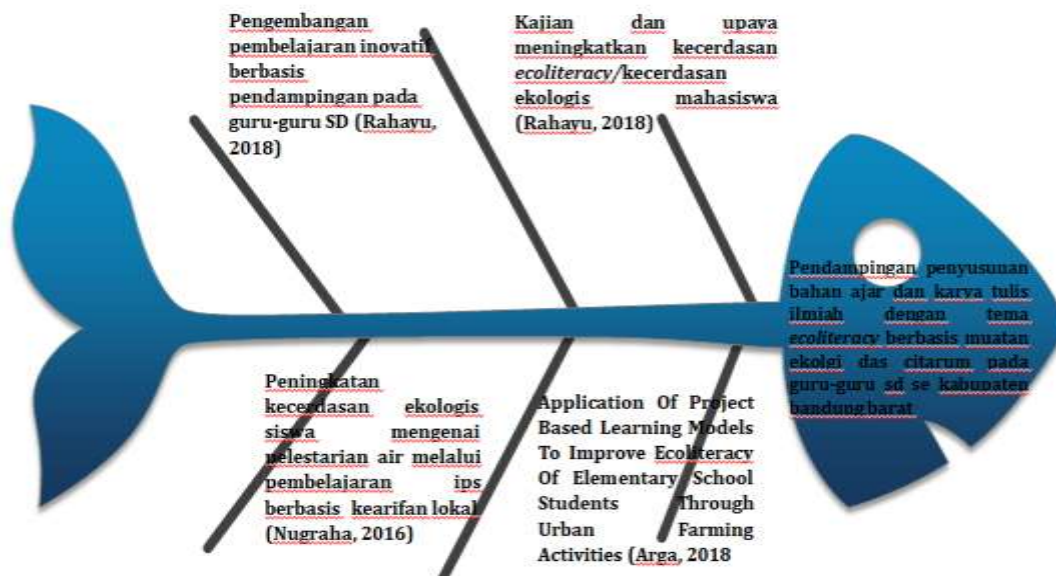 Pengembangan
pembelajaran inovatif
berbasis
pendampingan pada
guru-guru SD (Rahayu,
2018)
Kajian dan upaya
meningkatkan kecerdasan
ecoliteracy/kecerdasan
ekologis mahasiswa
(Rahayu, 2018)
Pendampingan penyusunan
bahan ajar dan karya tulis
ilmiah dengan tema
ecoliteracy berbasis muatan
ekolgi das citarum pada
guru-guru sd se kabupaten
bandung barat
Peningkatan
kecerdasan ekologis
siswa mengenai
pelestarian air melalui
pembelajaran ips
berbasis kearifan lokal
(Nugraha, 2016)
Application Of Project
Based Learning Models
To Improve Ecoliteracy
Of Elementary School
Students Through
Urban Farming
Activities (Arga, 2018